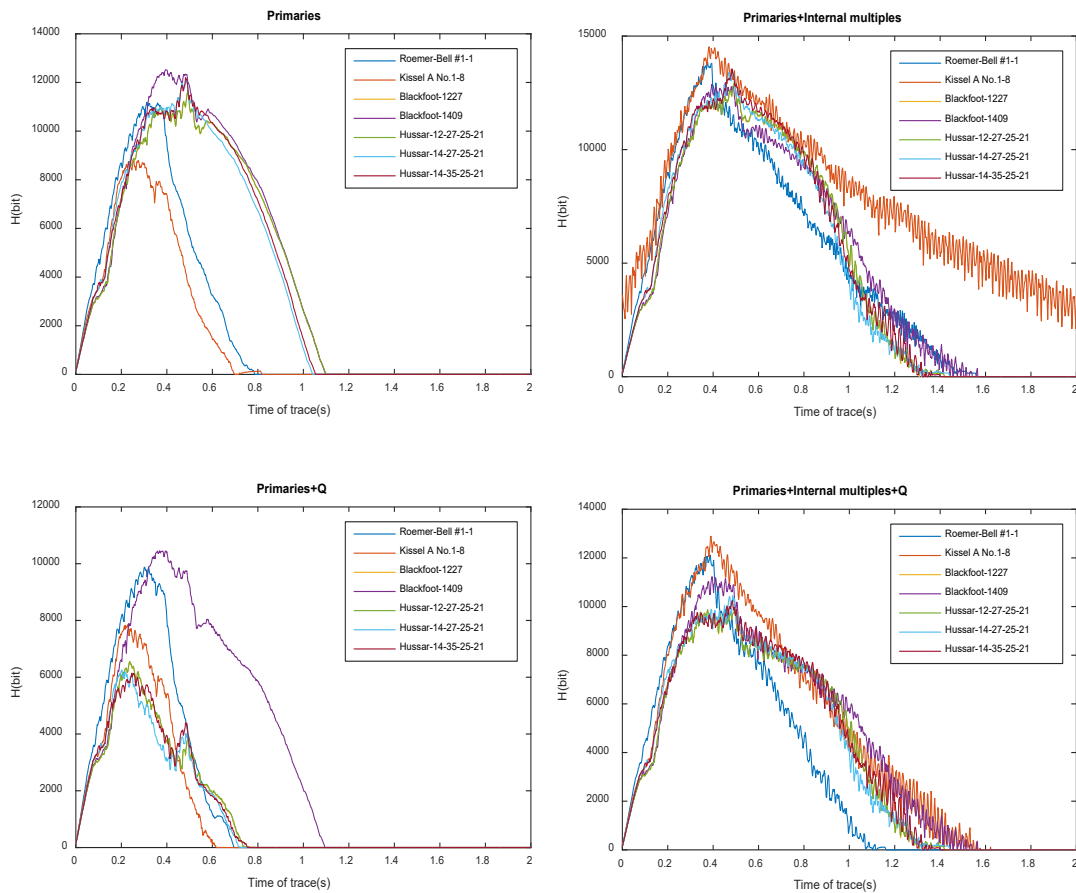 Primaries
14000
12000
10000
8000
6000
4000
2000
0
H(bit)
Roemer-Bell #1-1
Kissel A No.1-8
Blackfoot-1227
Blackfoot-1409
Hussar-12-27-25-21
Hussar-14-27-25-21
Hussar-14-35-25-21
0 0.2 0.4 0.6 0.8 1 1.2 1.4 1.6 1.8 2
Time of trace(s)
Primaries+Internal multiples
15000
10000
5000
0
H(bit)
Roemer-Bell #1-1
Kissel A No.1-8
Blackfoot-1227
Blackfoot-1409
Hussar-12-27-25-21
Hussar-14-27-25-21
Hussar-14-35-25-21
0 0.2 0.4 0.6 0.8 1 1.2 1.4 1.6 1.8 2
Time of trace(s)
Primaries+Q
12000
10000
8000
6000
4000
2000
0
H(bit)
Roemer-Bell #1-1
Kissel A No.1-8
Blackfoot-1227
Blackfoot-1409
Hussar-12-27-25-21
Hussar-14-27-25-21
Hussar-14-35-25-21
0 0.2 0.4 0.6 0.8 1 1.2 1.4 1.6 1.8 2
Time of trace(s)
Primaries+Internal multiples+Q
14000
12000
10000
8000
6000
4000
2000
0
H(bit)
Roemer-Bell #1-1
Kissel A No.1-8
Blackfoot-1227
Blackfoot-1409
Hussar-12-27-25-21
Hussar-14-27-25-21
Hussar-14-35-25-21
0 0.2 0.4 0.6 0.8 1 1.2 1.4 1.6 1.8 2
Time of trace(s)